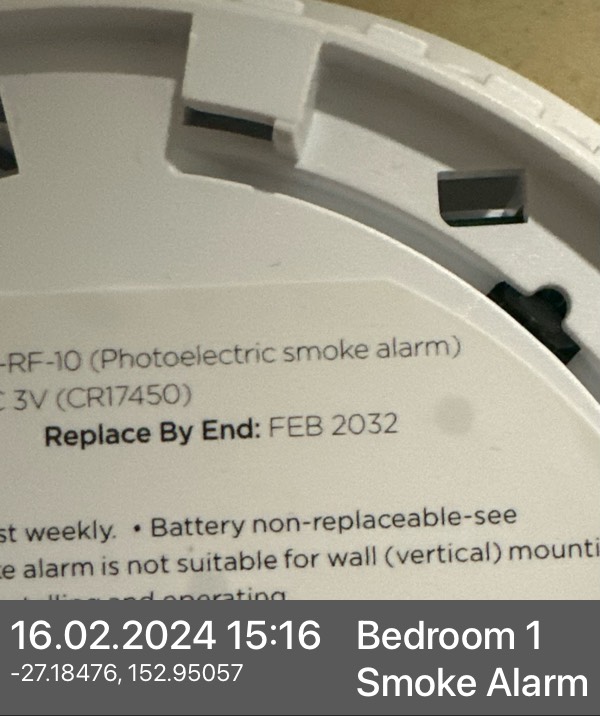 -RF-10 (Photoelectric smoke alarm)
3V (CR17450)
Replace By End: FEB 2032
st weekly. • Battery non-replaceable-see
alarm is not suitable for wall (vertical) mounti
and operating
16.02.2024 15:16
-27.18476, 152.95057
Bedroom 1
Smoke Alarm